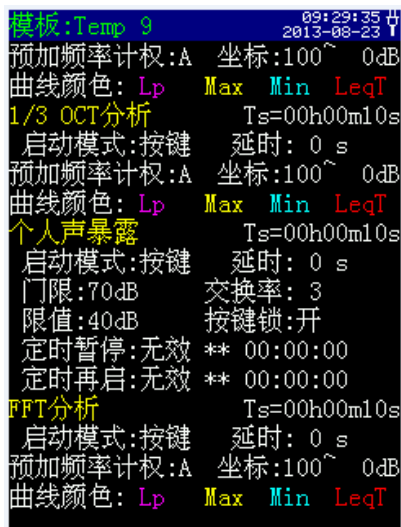 模板:Temp 9 09:29:35
2013-08-23
预加频率计权:A 坐标:100~ 0dB
曲线颜色: Lp Max Min LeqT
1/3 OCT分析 Ts=00h00m10s
启动模式:按键 延时: 0 s
预加频率计权:A 坐标:100~ 0dB
曲线颜色: Lp Max Min LeqT
个人声暴露 Ts=00h00m10s
启动模式:按键 延时: 0 s
门限:70dB 交换率: 3
限值:40dB 按键锁:开
定时暂停:无效 ** 00:00:00
定时再启:无效 ** 00:00:00
FFT分析 Ts=00h00m10s
启动模式:按键 延时: 0 s
预加频率计权:A 坐标:100~ 0dB
曲线颜色: Lp Max Min LeqT